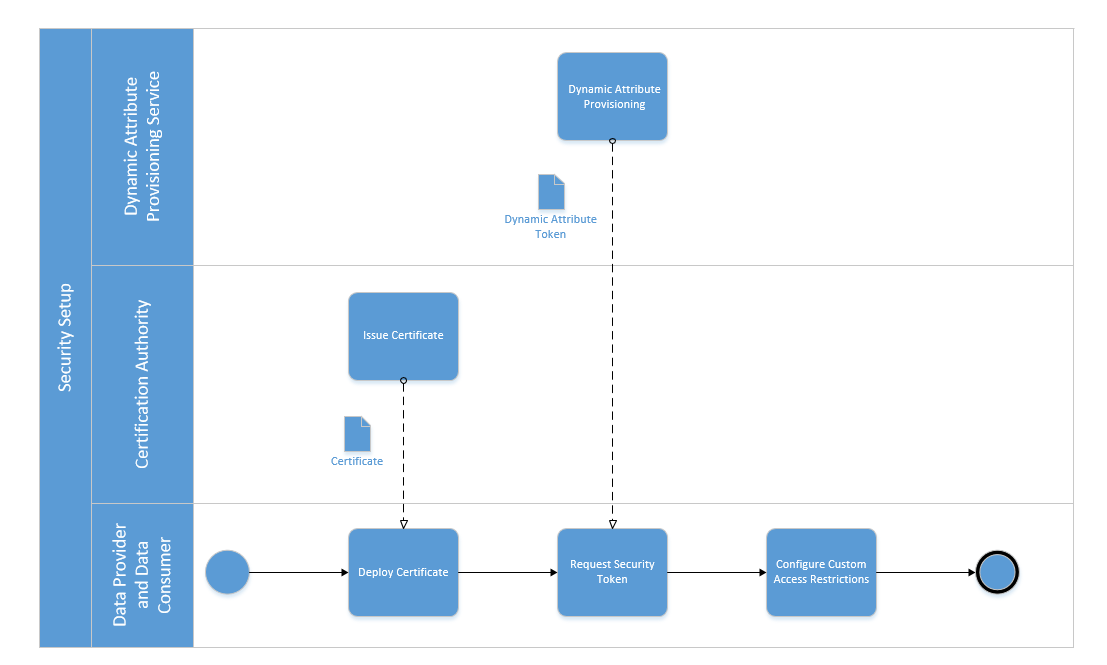 Security Setup
Dynamic Attribute
Provisioning Service
Dynamic Attribute
Provisioning
Dynamic Attribute
Token
Certification Authority
Issue Certificate
Certificate
Data Provider
and Data
Consumer
Deploy Certificate
Request Security
Token
Configure Custom
Access Restrictions